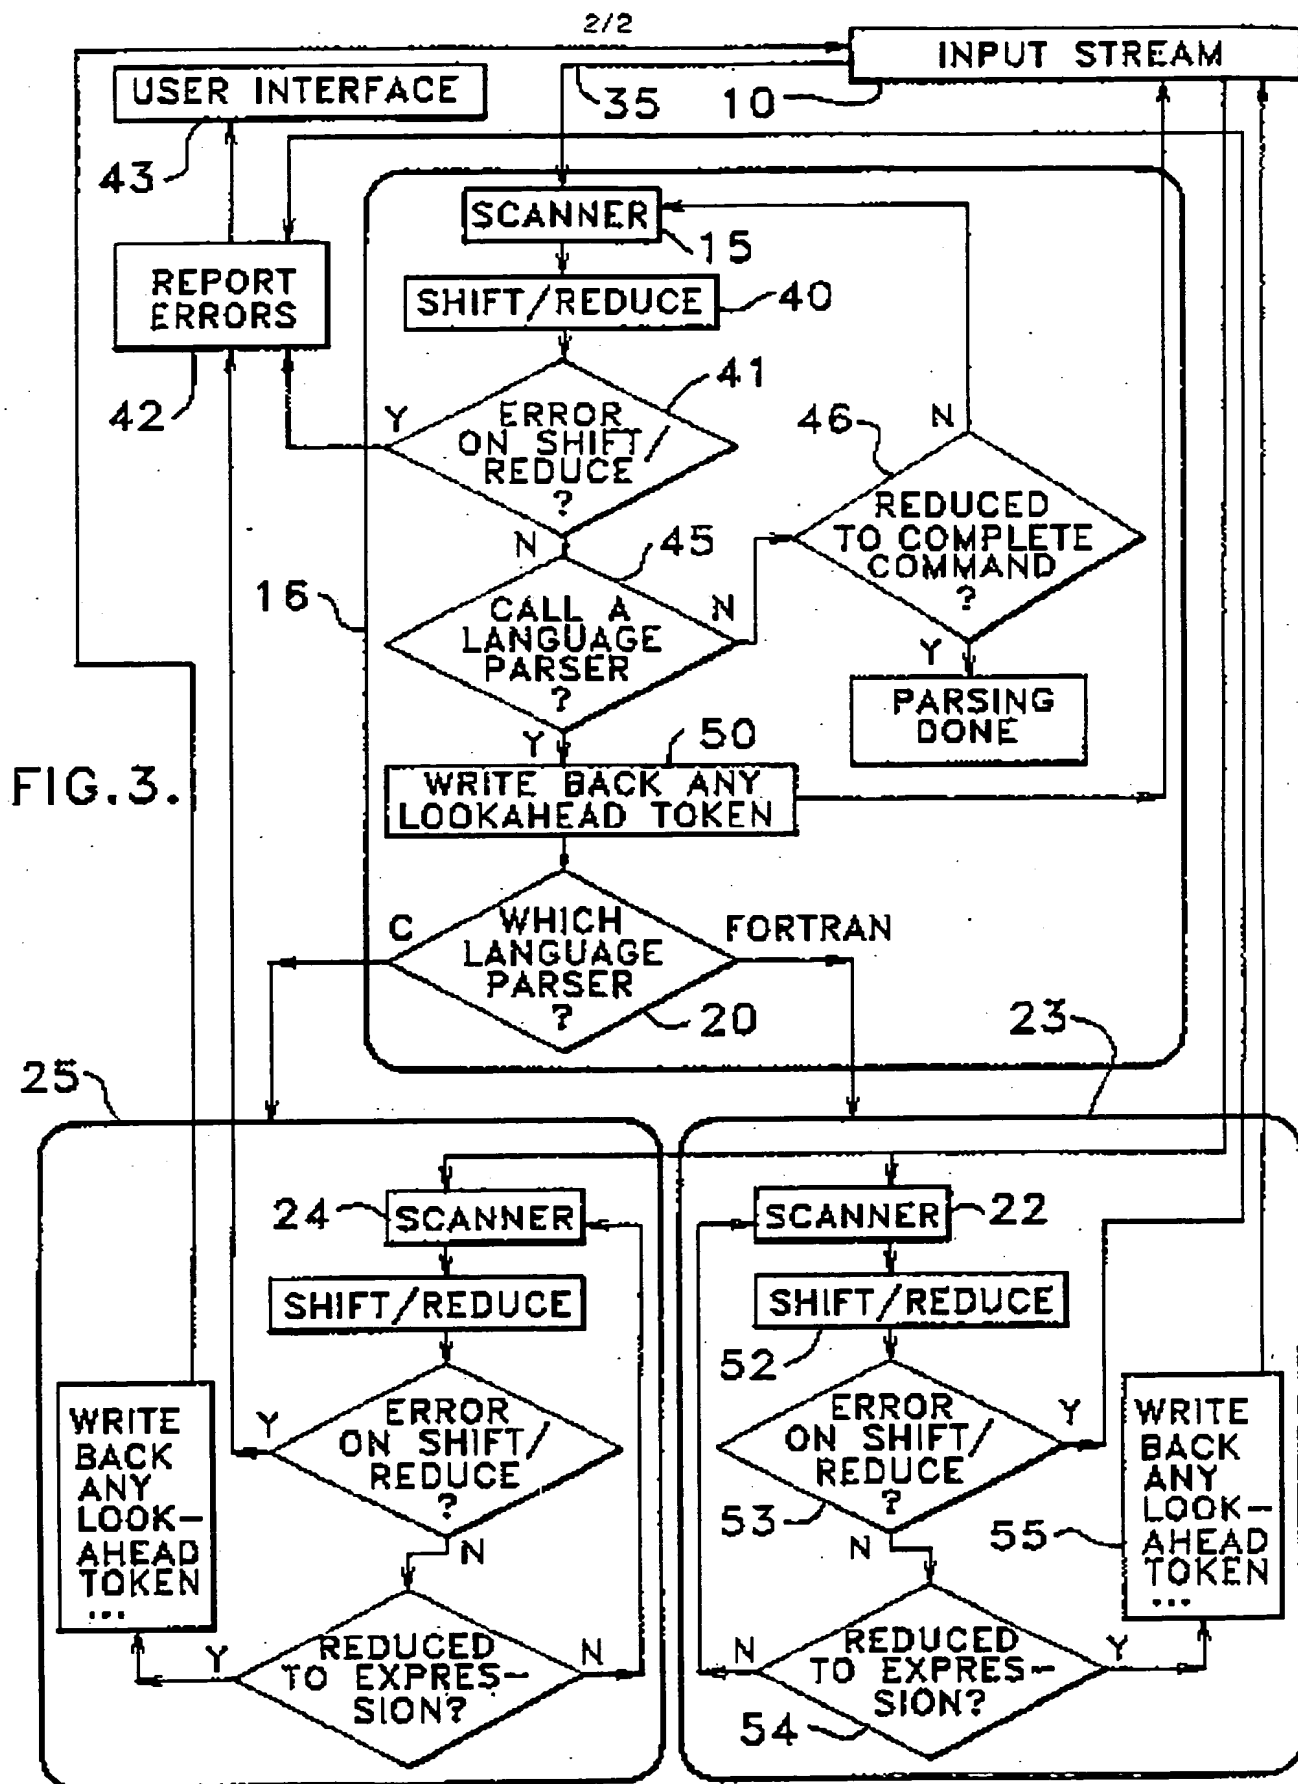 2/2
INPUT STREAM
USER INTERFACE
35
10
43
SCANNER
15
REPORT
ERRORS
SHIFT/REDUCE
40
42
41
Y
ERROR
ON SHIFT/
REDUCE
?
46
N
REDUCED
TO COMPLETE
COMMAND
?
N
45
16
CALL A
LANGUAGE
PARSER
?
N
Y
PARSING
DONE
Y
50
FIG.3.
WRITE BACK ANY
LOOKAHEAD TOKEN
C
WHICH
LANGUAGE
PARSER
?
FORTRAN
20
23
25
24
SCANNER
SHIFT/REDUCE
Y
ERROR
ON SHIFT/
REDUCE
?
N
WRITE
BACK
ANY
LOOK-
AHEAD
TOKEN
...
Y
REDUCED
TO EXPRES-
SION?
N
SCANNER
22
SHIFT/REDUCE
52
ERROR
ON SHIFT/
REDUCE
?
Y
53
N
WRITE
BACK
ANY
LOOK-
AHEAD
TOKEN
...
55
N
REDUCED
TO EXPRES-
SION?
Y
54